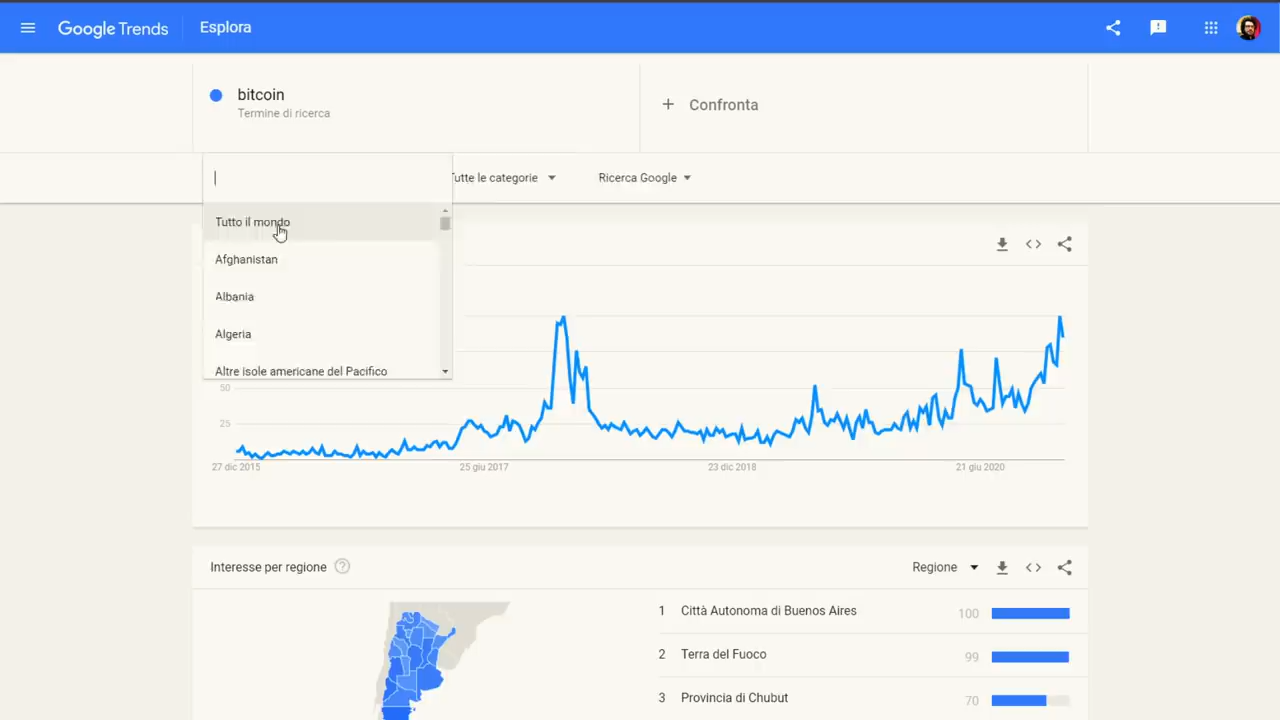 Google Trends
Esplora
bitcoin
Termine di ricerca
+ Confronta
Tutte le categorie
Ricerca Google
Tutto il mondo
Afghanistan
Albania
Algeria
Altre isole americane del Pacifico
50
25
27 dic 2015
25 giu 2017
23 dic 2018
21 giu 2020
Interesse per regione ?
Regione
1 Città Autonoma di Buenos Aires 100
2 Terra del Fuoco 99
3 Provincia di Chubut 70